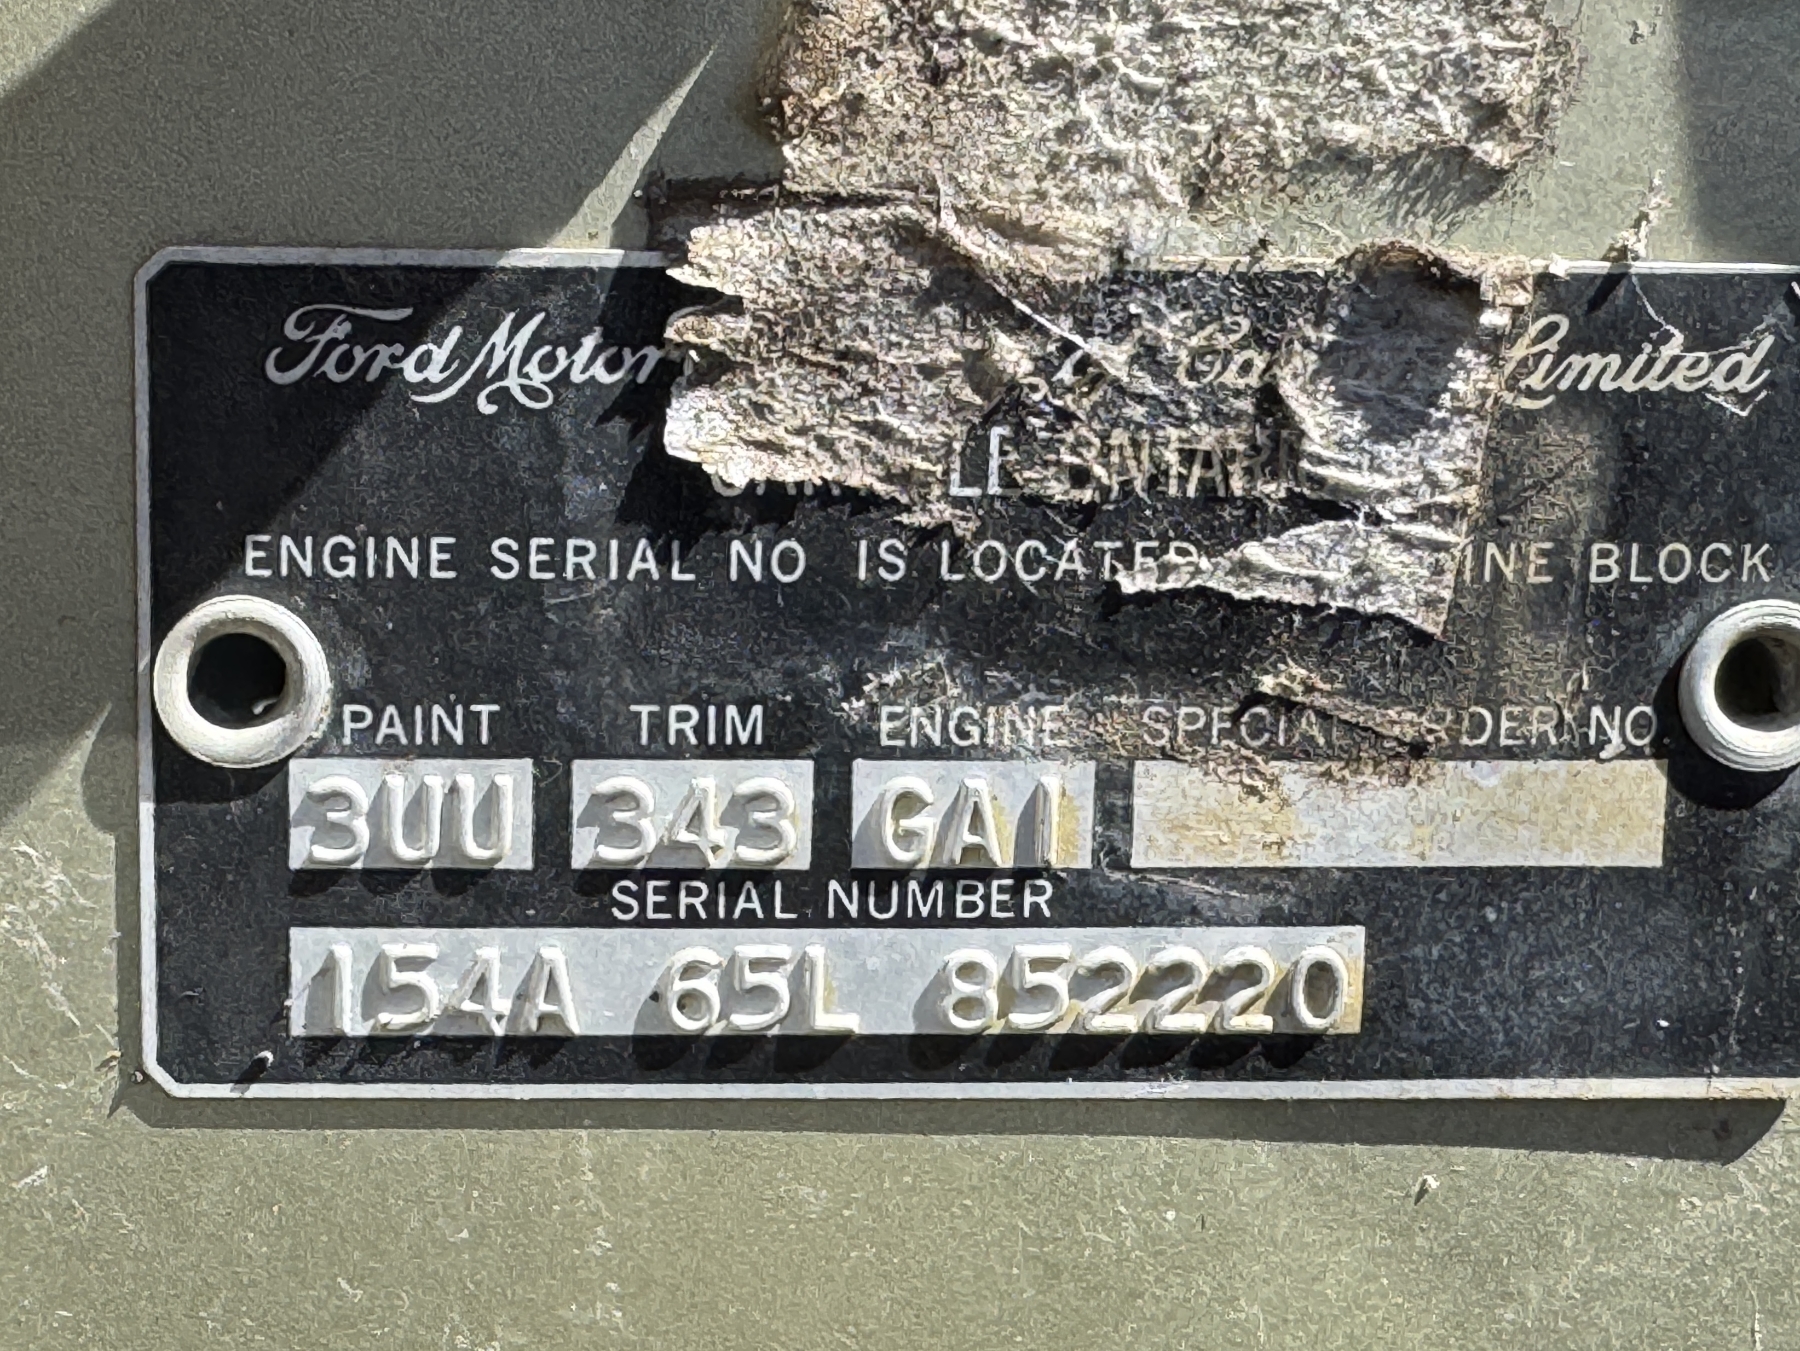 Ford Motor Limited
ENGINE SERIAL NO IS LOCATED BLOCK
PAINT TRIM ENGINE NO.
3UU 343 GA1
SERIAL NUMBER
154A 65L 852220